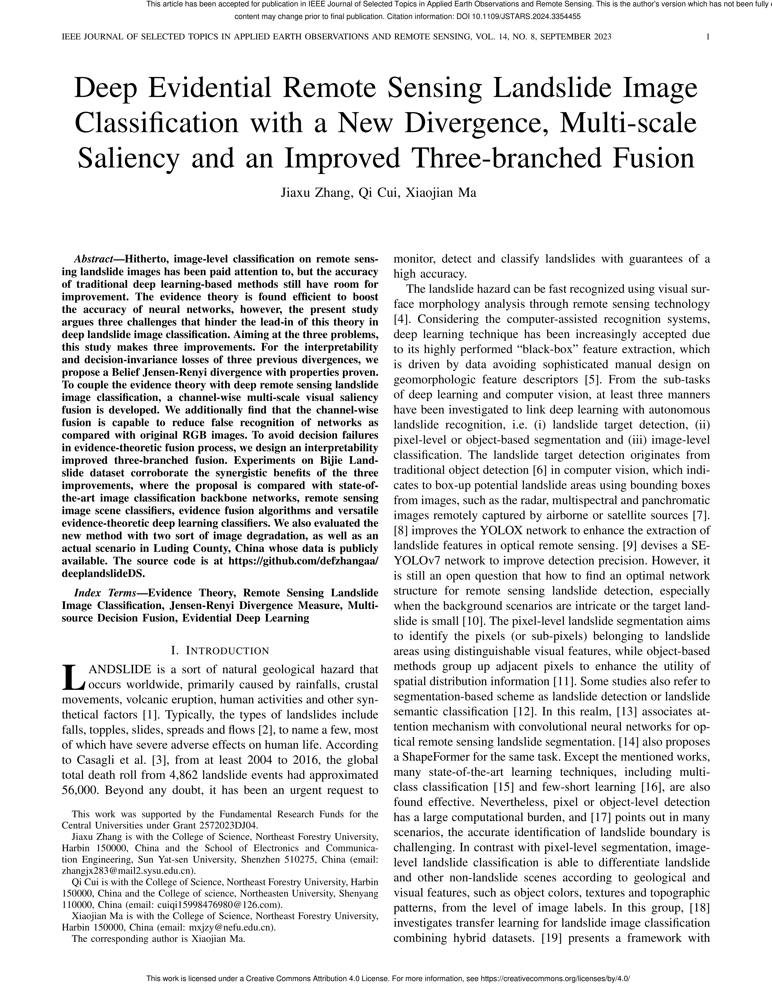 This article has been accepted for publication in IEEE Journal of Selected Topics in Applied Earth Observations and Remote Sensing. This is the author's version which has not been fully
content may change prior to final publication. Citation information: DOI 10.1109/JSTARS.2024.3354455
IEEE JOURNAL OF SELECTED TOPICS IN APPLIED EARTH OBSERVATIONS AND REMOTE SENSING, VOL. 14, NO. 8, SEPTEMBER 2023 1
Deep Evidential Remote Sensing Landslide Image
Classification with a New Divergence, Multi-scale
Saliency and an Improved Three-branched Fusion
Jiaxu Zhang, Qi Cui, Xiaojian Ma
Abstract—Hitherto, image-level classification on remote sens-
ing landslide images has been paid attention to, but the accuracy
of traditional deep learning-based methods still have room for
improvement. The evidence theory is found efficient to boost
the accuracy of neural networks, however, the present study
argues three challenges that hinder the lead-in of this theory in
deep landslide image classification. Aiming at the three problems,
this study makes three improvements. For the interpretability
and decision-invariance losses of three previous divergences, we
propose a Belief Jensen-Renyi divergence with properties proven.
To couple the evidence theory with deep remote sensing landslide
image classification, a channel-wise multi-scale visual saliency
fusion is developed. We additionally find that the channel-wise
fusion is capable to reduce false recognition of networks as
compared with original RGB images. To avoid decision failures
in evidence-theoretic fusion process, we design an interpretability
improved three-branched fusion. Experiments on Bijie Land-
slide dataset corroborate the synergistic benefits of the three
improvements, where the proposal is compared with state-of-
the-art image classification backbone networks, remote sensing
image scene classifiers, evidence fusion algorithms and versatile
evidence-theoretic deep learning classifiers. We also evaluated the
new method with two sort of image degradation, as well as an
actual scenario in Luding County, China whose data is publicly
available. The source code is at https://github.com/defzhangaa/
deeplandslideDS.
Index Terms—Evidence Theory, Remote Sensing Landslide
Image Classification, Jensen-Renyi Divergence Measure, Multi-
source Decision Fusion, Evidential Deep Learning
I. INTRODUCTION
LANDSLIDE is a sort of natural geological hazard that
occurs worldwide, primarily caused by rainfalls, crustal
movements, volcanic eruption, human activities and other syn-
thetical factors [1]. Typically, the types of landslides include
falls, topples, slides, spreads and flows [2], to name a few, most
of which have severe adverse effects on human life. According
to Casagli et al. [3], from at least 2004 to 2016, the global
total death roll from 4,862 landslide events had approximated
56,000. Beyond any doubt, it has been an urgent request to
This work was supported by the Fundamental Research Funds for the
Central Universities under Grant 2572023DJ04.
Jiaxu Zhang is with the College of Science, Northeast Forestry University,
Harbin 150000, China and the School of Electronics and Communica-
tion Engineering, Sun Yat-sen University, Shenzhen 510275, China (email:
zhangjx283@mail2.sysu.edu.cn).
Qi Cui is with the College of Science, Northeast Forestry University, Harbin
150000, China and the College of science, Northeasten University, Shenyang
110000, China (email: cuiqi15998476980@126.com).
Xiaojian Ma is with the College of Science, Northeast Forestry University,
Harbin 150000, China (email: mxjzy@nefu.edu.cn).
The corresponding author is Xiaojian Ma.
monitor, detect and classify landslides with guarantees of a
high accuracy.
The landslide hazard can be fast recognized using visual sur-
face morphology analysis through remote sensing technology
[4]. Considering the computer-assisted recognition systems,
deep learning technique has been increasingly accepted due
to its highly performed “black-box” feature extraction, which
is driven by data avoiding sophisticated manual design on
geomorphologic feature descriptors [5]. From the sub-tasks
of deep learning and computer vision, at least three manners
have been investigated to link deep learning with autonomous
landslide recognition, i.e. (i) landslide target detection, (ii)
pixel-level or object-based segmentation and (iii) image-level
classification. The landslide target detection originates from
traditional object detection [6] in computer vision, which indi-
cates to box-up potential landslide areas using bounding boxes
from images, such as the radar, multispectral and panchromatic
images remotely captured by airborne or satellite sources [7].
[8] improves the YOLOX network to enhance the extraction of
landslide features in optical remote sensing. [9] devises a SE-
YOLOv7 network to improve detection precision. However, it
is still an open question that how to find an optimal network
structure for remote sensing landslide detection, especially
when the background scenarios are intricate or the target land-
slide is small [10]. The pixel-level landslide segmentation aims
to identify the pixels (or sub-pixels) belonging to landslide
areas using distinguishable visual features, while object-based
methods group up adjacent pixels to enhance the utility of
spatial distribution information [11]. Some studies also refer to
segmentation-based scheme as landslide detection or landslide
semantic classification [12]. In this realm, [13] associates at-
tention mechanism with convolutional neural networks for op-
tical remote sensing landslide segmentation. [14] also proposes
a ShapeFormer for the same task. Except the mentioned works,
many state-of-the-art learning techniques, including multi-
class classification [15] and few-short learning [16], are also
found effective. Nevertheless, pixel or object-level detection
has a large computational burden, and [17] points out in many
scenarios, the accurate identification of landslide boundary is
challenging. In contrast with pixel-level segmentation, image-
level landslide classification is able to differentiate landslide
and other non-landslide scenes according to geological and
visual features, such as object colors, textures and topographic
patterns, from the level of image labels. In this group, [18]
investigates transfer learning for landslide image classification
combining hybrid datasets. [19] presents a framework with
This work is licensed under a Creative Commons Attribution 4.0 License. For more information, see https://creativecommons.org/licenses/by/4.0/